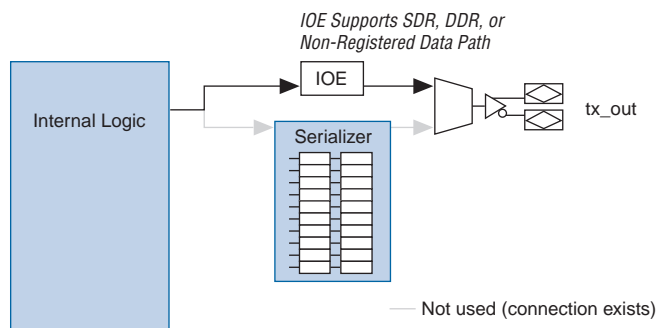 IOE Supports SDR, DDR, or
Non-Registered Data Path
IOE
Internal Logic
tx_out
Serializer
Not used (connection exists)